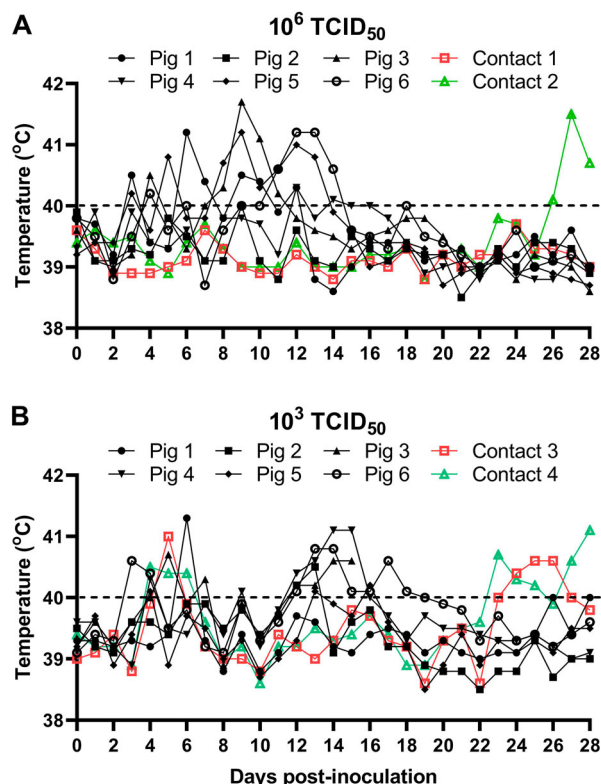 A
10⁶ TCID₅₀
Pig 1 Pig 2 Pig 3 Contact 1
Pig 4 Pig 5 Pig 6 Contact 2
Temperature (°C)
42
41
40
39
38
0 2 4 6 8 10 12 14 16 18 20 22 24 26 28
B
10³ TCID₅₀
Pig 1 Pig 2 Pig 3 Contact 3
Pig 4 Pig 5 Pig 6 Contact 4
Temperature (°C)
42
41
40
39
38
0 2 4 6 8 10 12 14 16 18 20 22 24 26 28
Days post-inoculation